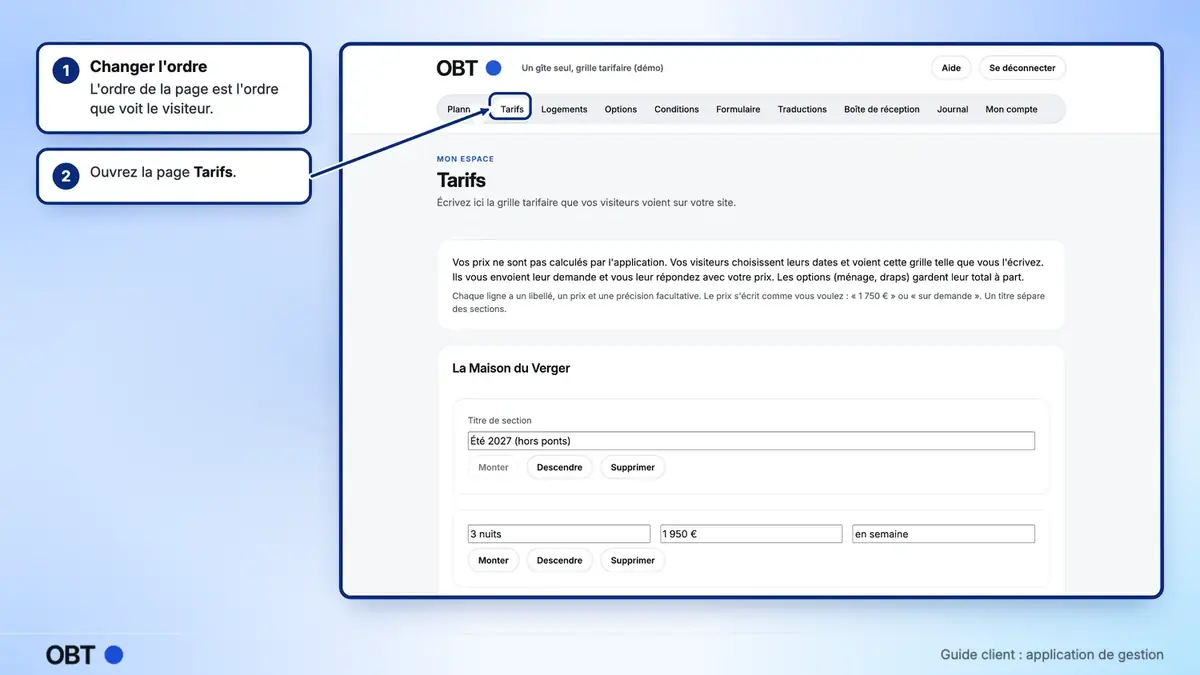 1 Changer l'ordre
L'ordre de la page est l'ordre
que voit le visiteur.
2 Ouvrez la page Tarifs.
OBT
Un gîte seul, grille tarifaire (démo)
Aide
Se déconnecter
Plann
Tarifs
Logements
Options
Conditions
Formulaire
Traductions
Boîte de réception
Journal
Mon compte
MON ESPACE
Tarifs
Écrivez ici la grille tarifaire que vos visiteurs voient sur votre site.
Vos prix ne sont pas calculés par l'application. Vos visiteurs choisissent leurs dates et voient cette grille telle que vous l'écrivez.
Ils vous envoient leur demande et vous leur répondez avec votre prix. Les options (ménage, draps) gardent leur total à part.
Chaque ligne a un libellé, un prix et une précision facultative. Le prix s'écrit comme vous voulez : « 1 750 € » ou « sur demande ». Un titre sépare
des sections.
La Maison du Verger
Titre de section
Été 2027 (hors ponts)
Monter
Descendre
Supprimer
3 nuits
1 950 €
en semaine
Monter
Descendre
Supprimer
OBT
Guide client : application de gestion